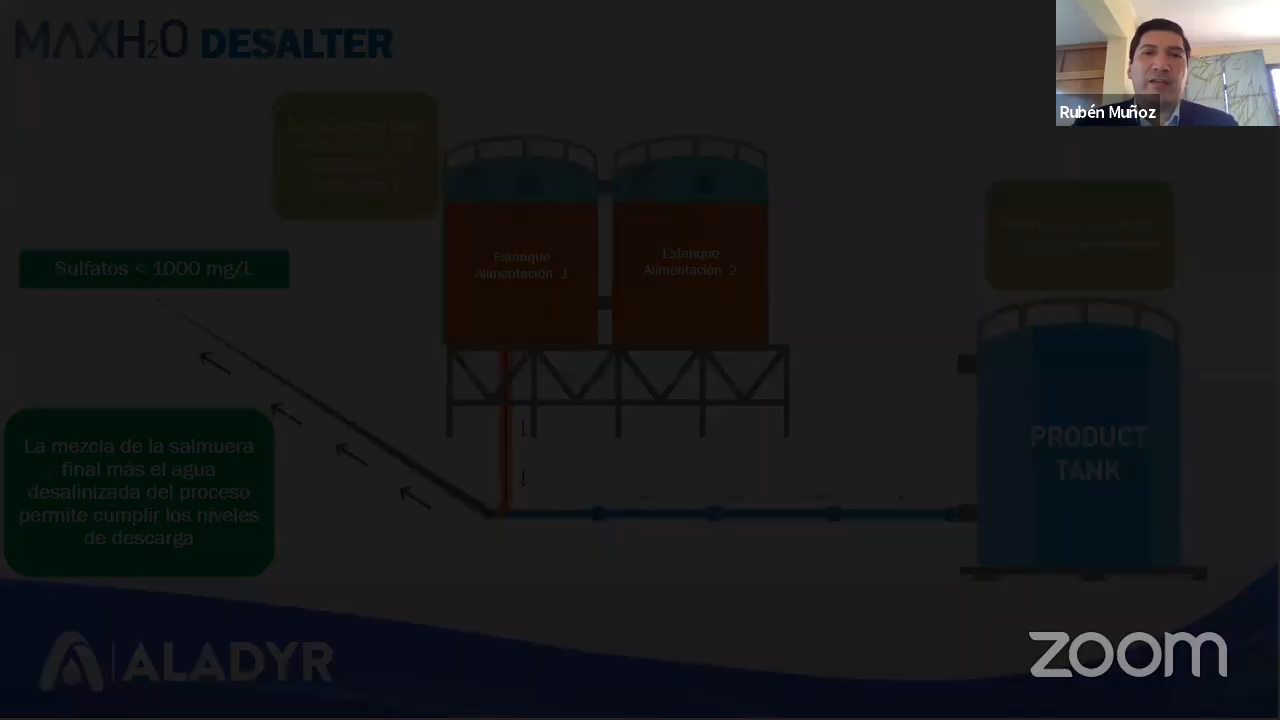 MAXH2O DESALTER
Rubén Muñoz
Sulfatos < 1000 mg/L
Estanque
Alimentación 1
Estanque
Alimentación 2
La mezcla de la salmuera
final más el agua
desalinizada del proceso
permite cumplir los niveles
de descarga
PRODUCT
TANK
ALADYR
zoom